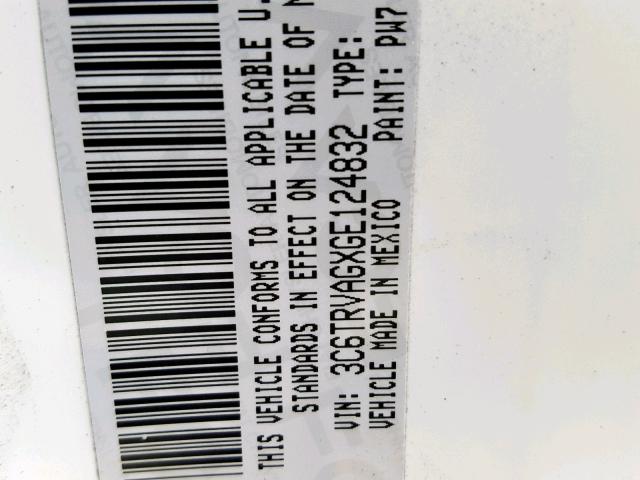 THIS VEHICLE CONFORMS TO ALL APPLICABLE U.
STANDARDS IN EFFECT ON THE DATE OF
VIN: 3C6TRVAGXGE124832 TYPE:
VEHICLE MADE IN MEXICO PAINT: PW7